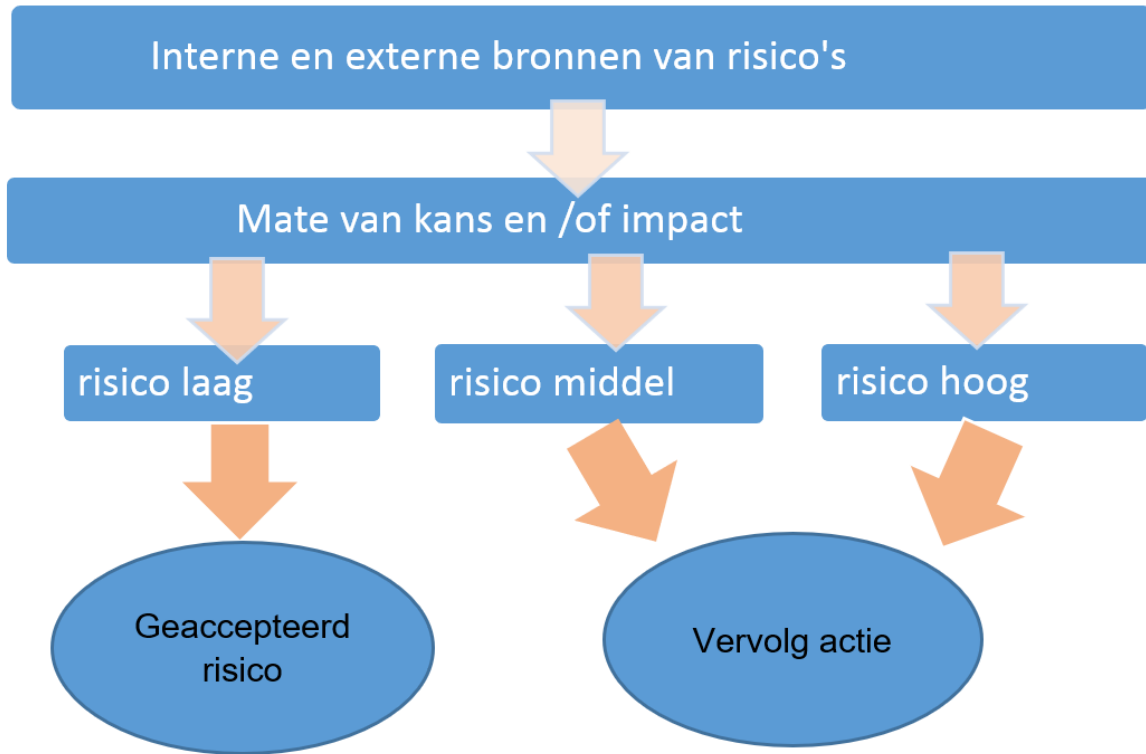 Interne en externe bronnen van risico's
Mate van kans en /of impact
risico laag
risico middel
risico hoog
Geaccepteerd
risico
Vervolg actie